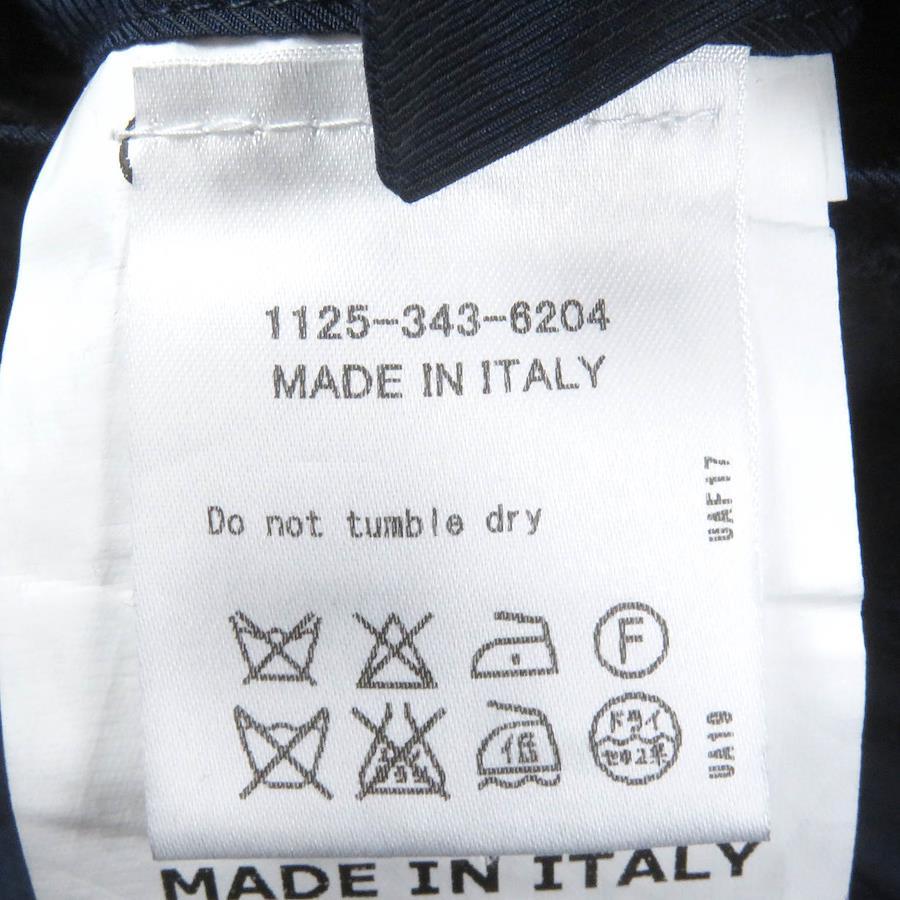 1125-343-6204
MADE IN ITALY
Do not tumble dry
UAF17
F
低
ドライ
セキユ系
UA19
MADE IN ITALY